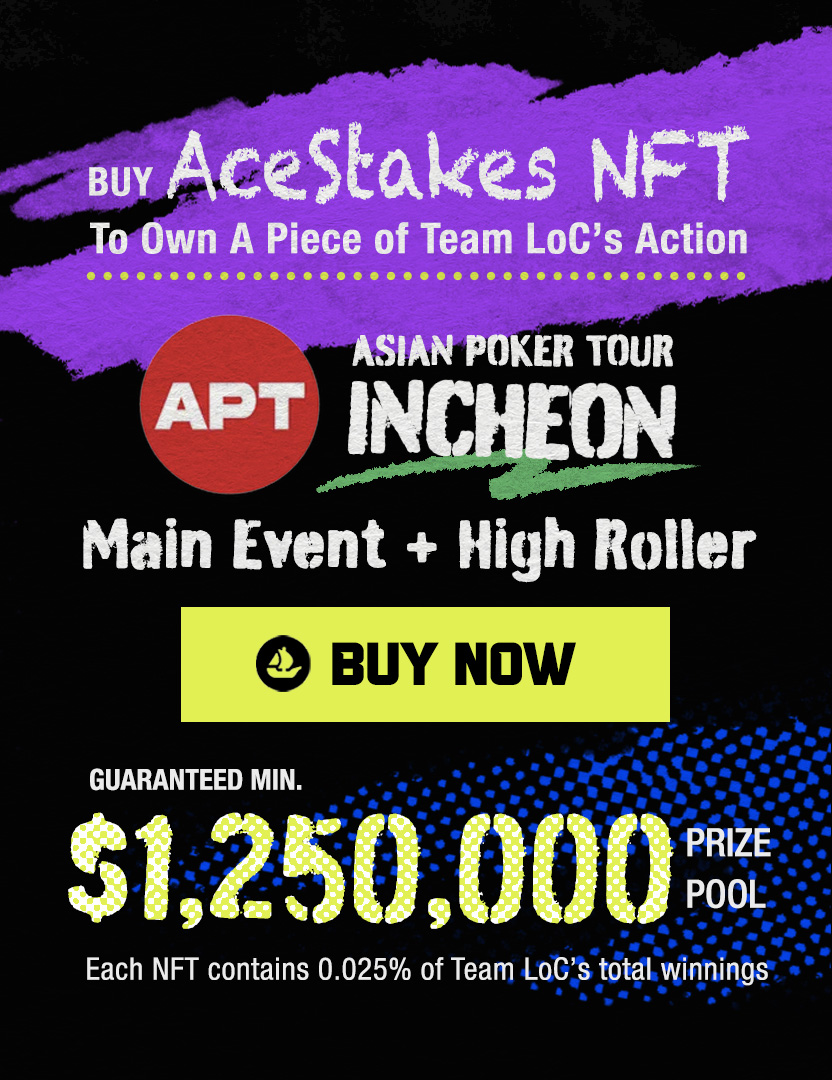 BUY AceStakes NFT
To Own A Piece of Team LoC’s Action
APT
ASIAN POKER TOUR
INCHEON
Main Event + High Roller
BUY NOW
GUARANTEED MIN.
$1,250,000 PRIZE POOL
Each NFT contains 0.025% of Team LoC’s total winnings